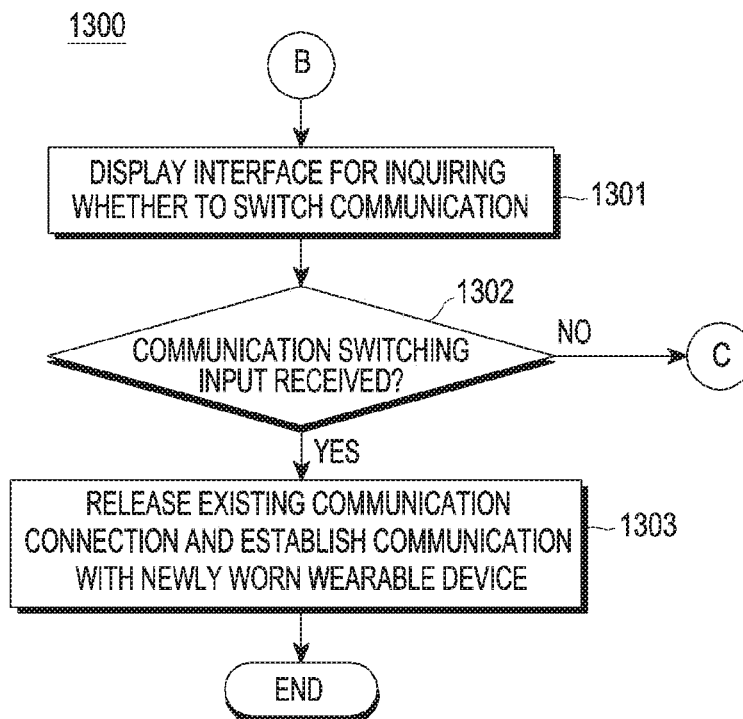 1300
B
DISPLAY INTERFACE FOR INQUIRING
WHETHER TO SWITCH COMMUNICATION
1301
1302
COMMUNICATION SWITCHING
INPUT RECEIVED?
NO
C
YES
RELEASE EXISTING COMMUNICATION
CONNECTION AND ESTABLISH COMMUNICATION
WITH NEWLY WORN WEARABLE DEVICE
1303
END